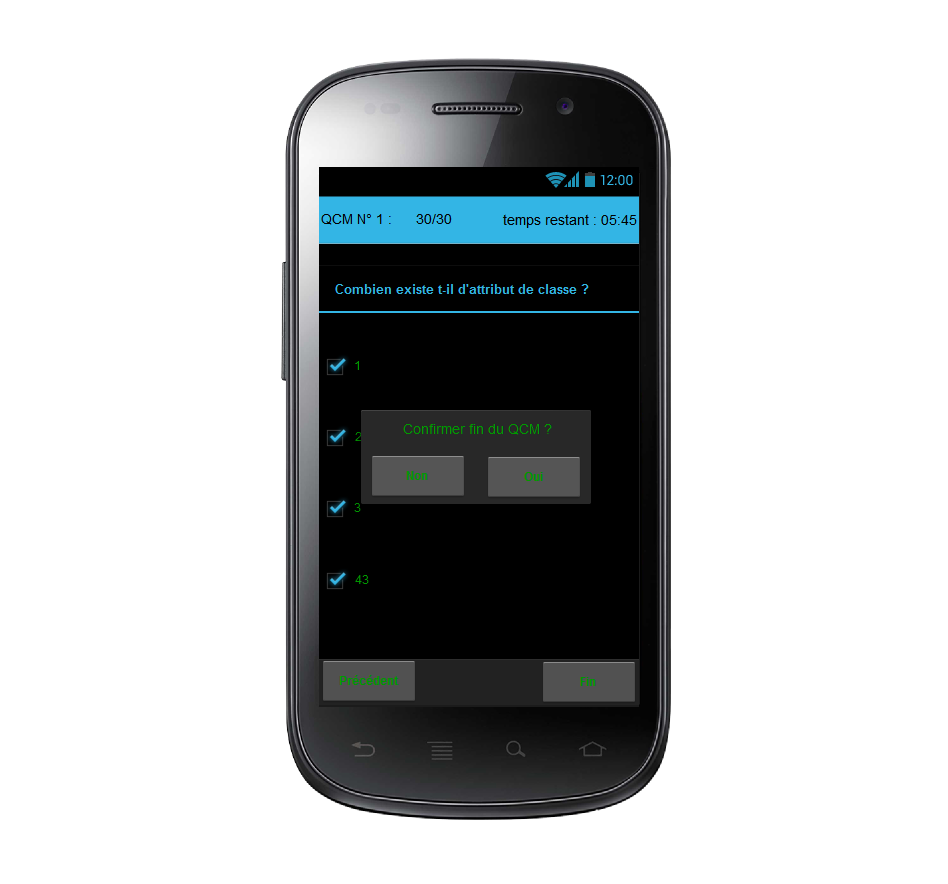 12:00
QCM N° 1 : 30/30 temps restant : 05:45
Combien existe t-il d'attribut de classe ?
1
2
Confirmer fin du QCM ?
Non Oui
3
43
Précédent Fin